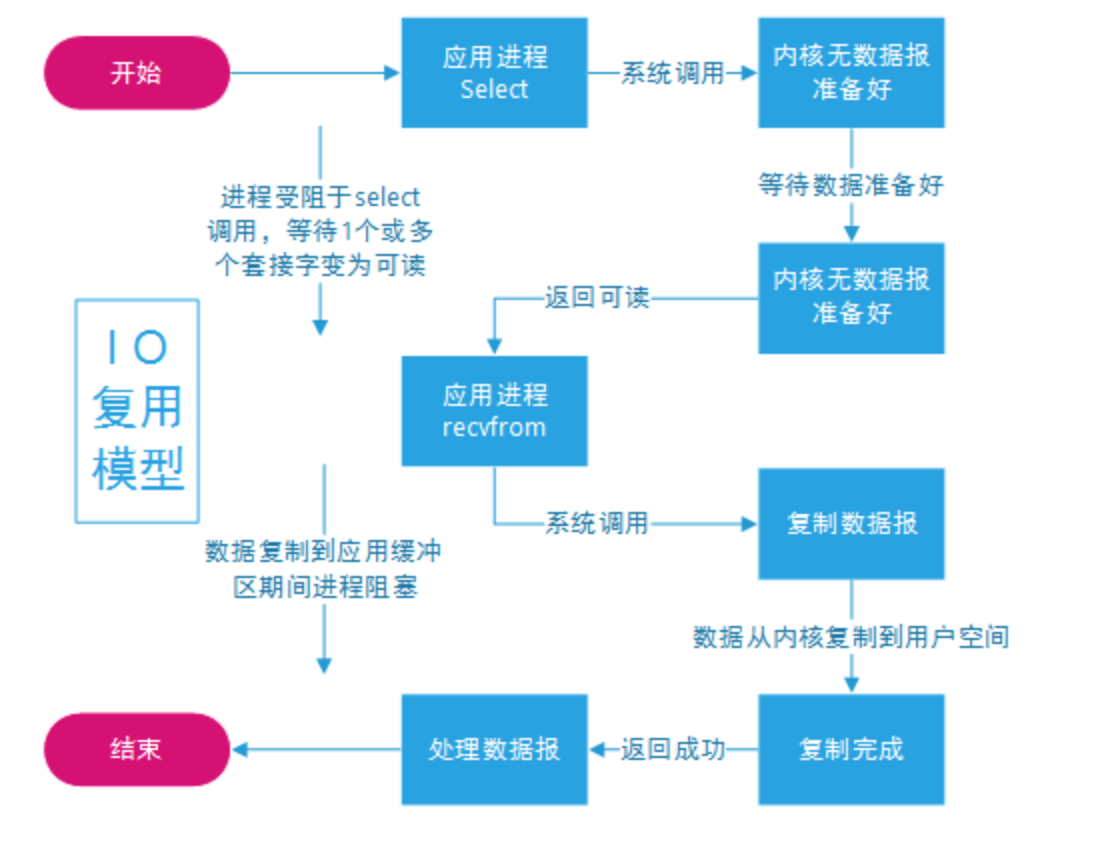 开始
应用进程
Select
系统调用
内核无数据报
准备好
等待数据准备好
进程受阻于select
调用，等待1个或多
个套接字变为可读
内核无数据报
准备好
返回可读
IO
复用
模型
应用进程
recvfrom
系统调用
复制数据报
数据复制到应用缓冲
区期间进程阻塞
数据从内核复制到用户空间
结束
处理数据报
返回成功
复制完成